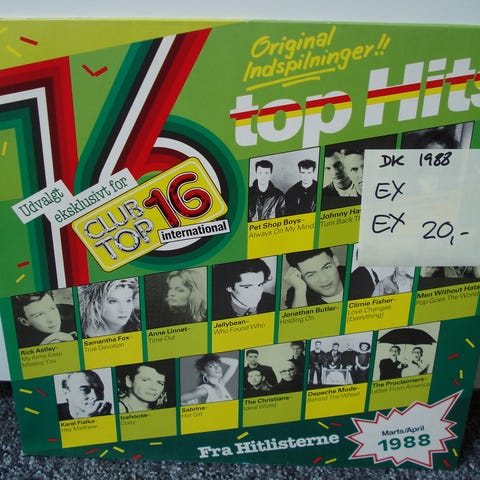 16
Original
Indspilninger!!
top Hits
Udvalgt
eksklusivt for
CLUB
TOP 16
international
DK 1988
EX
EX 20,-
Pet Shop Boys-
Always On My Mind
Johnny Ha
Turn Back Th
Rick Astley-
My Arms Keep
Missing You
Samantha Fox-
True Devotion
Anne Linnet-
Time Out
Jellybean-
Who Found Who
Jonathan Butler-
Holding On
Climie Fisher-
Love Changes
(Everything)
Men Without Hats
Pop Goes The World
Karel Fialka-
Hey Matthew
Icehouse-
Crazy
Sabrina-
Hot Girl
The Christians-
Ideal World
Depeche Mode-
Behind The Wheel
The Proclaimers-
Letter From America
Fra Hitlisterne
Marts/April
1988